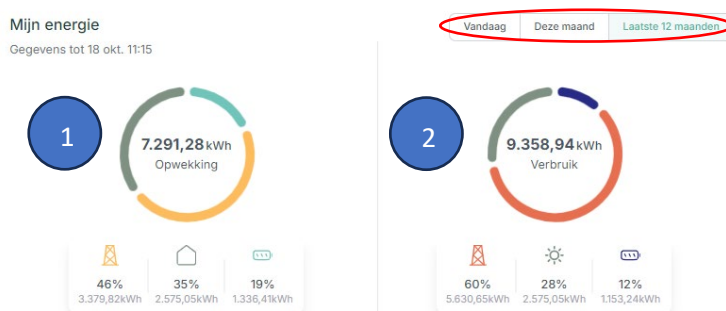 Mijn energie
Vandaag Deze maand Laatste 12 maanden
Gegevens tot 18 okt. 11:15
1
7.291,28 kWh
Opwekking
46% 35% 19%
3.379,82kWh 2.575,05kWh 1.336,41kWh
2
9.358,94 kWh
Verbruik
60% 28% 12%
5.630,65kWh 2.575,05kWh 1.153,24kWh